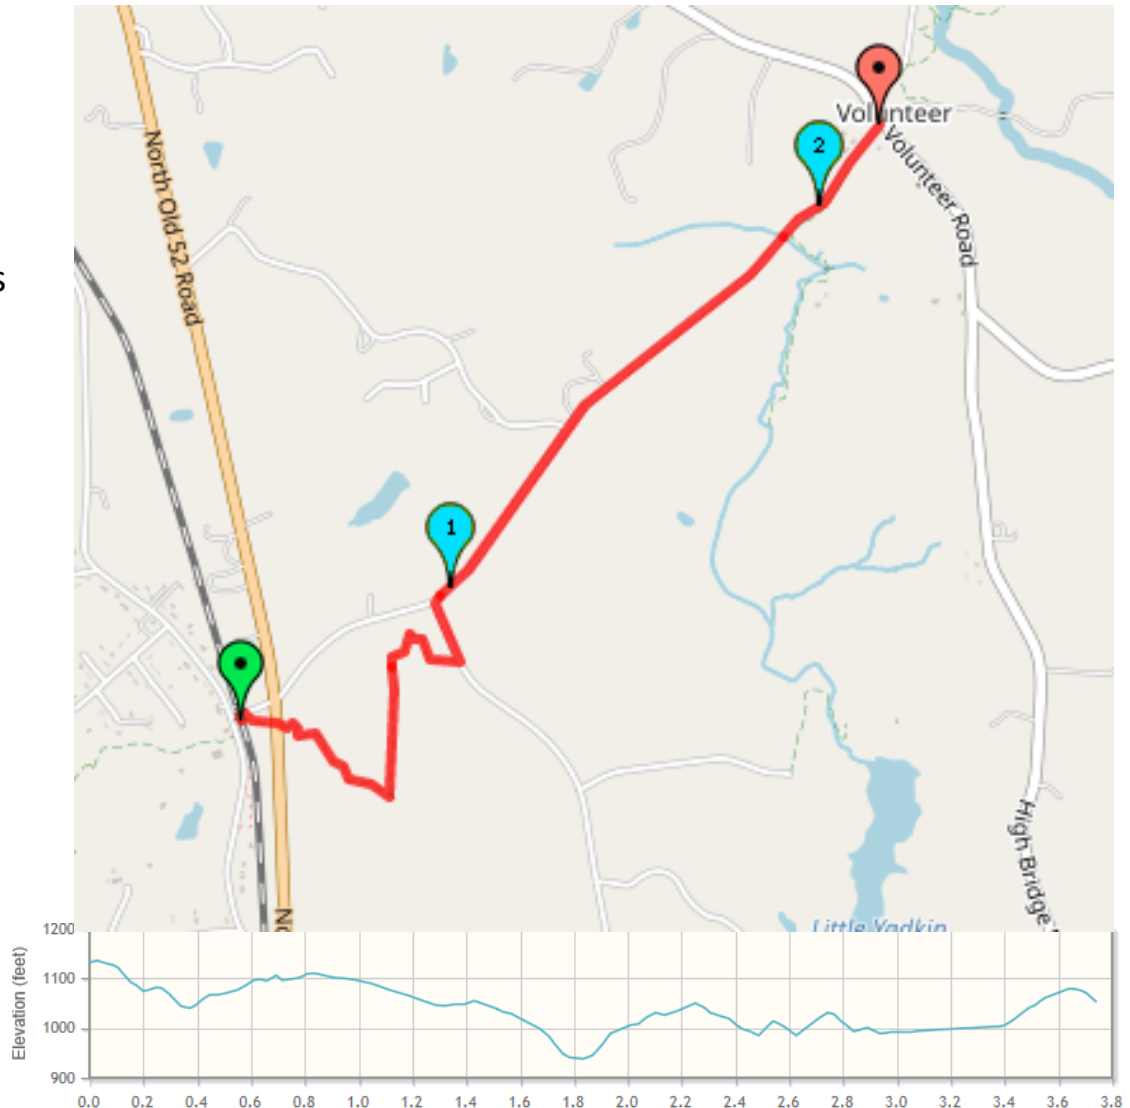 Volunteer
2
Volunteer Road
North Old 52 Road
s
1
High Bridge
No
Little Yadkin
1200
1100
1000
900
Elevation (feet)
0.0 0.2 0.4 0.6 0.8 1.0 1.2 1.4 1.6 1.8 2.0 2.2 2.4 2.6 2.8 3.0 3.2 3.4 3.6 3.8